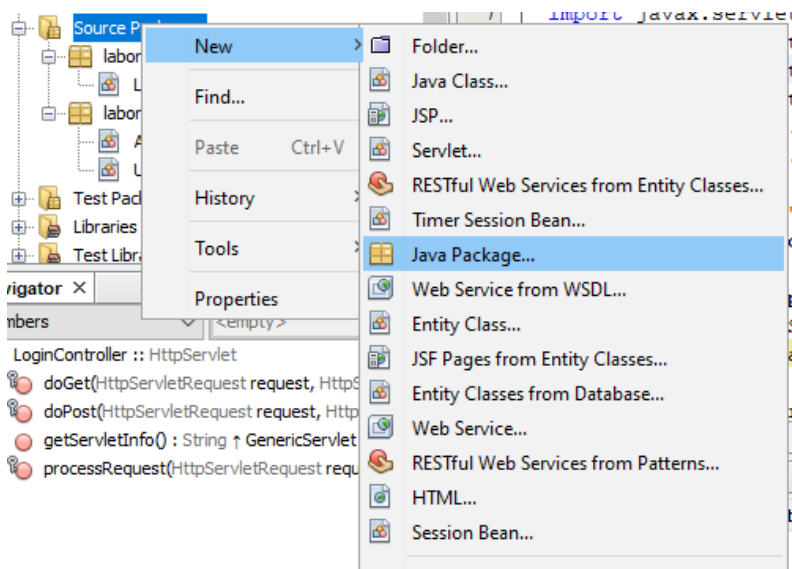 Source Pa
import javax.servlet
labor
L
labor
A
U
Test Pack
Libraries
Test Libra
New
Find...
Paste Ctrl+V
History
Tools
Properties
Folder...
Java Class...
JSP...
Servlet...
RESTful Web Services from Entity Classes...
Timer Session Bean...
Java Package...
Web Service from WSDL...
Entity Class...
JSF Pages from Entity Classes...
Entity Classes from Database...
Web Service...
RESTful Web Services from Patterns...
HTML...
Session Bean...
vigator ×
mbers <empty>
LoginController :: HttpServlet
doGet(HttpServletRequest request, HttpS
doPost(HttpServletRequest request, Http
getServletInfo() : String ↑ GenericServlet
processRequest(HttpServletRequest requ